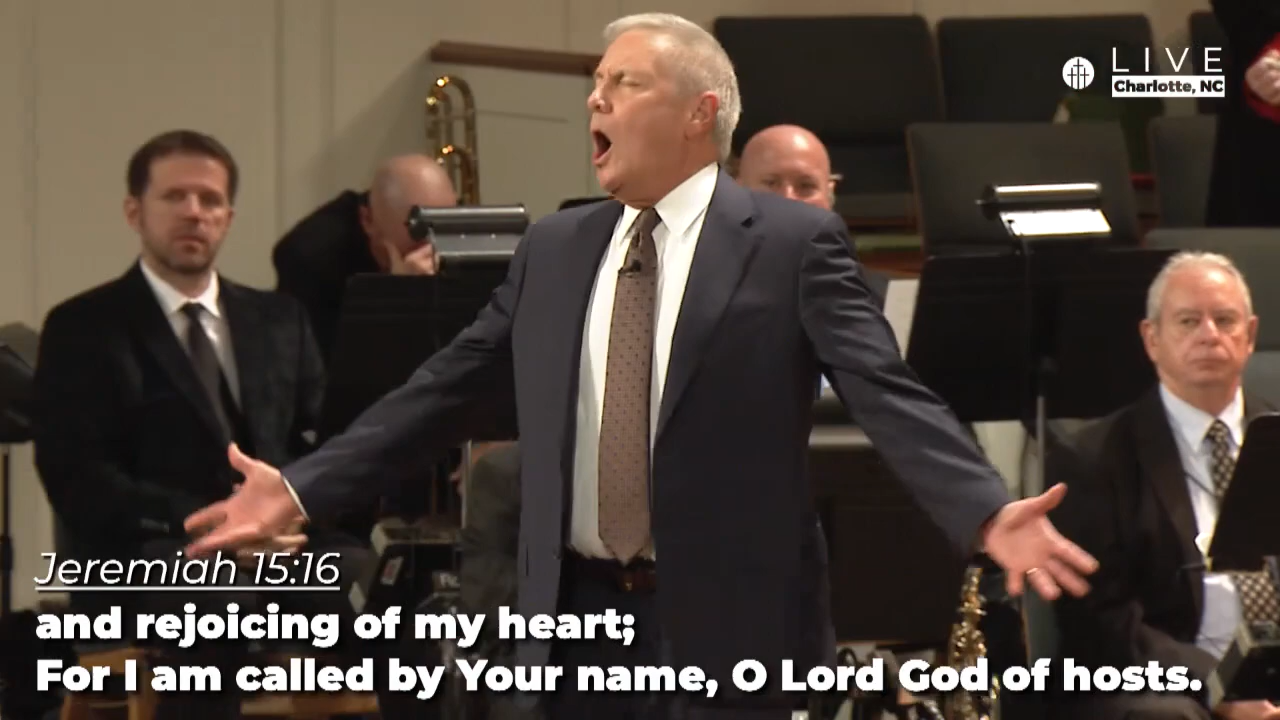 LIVE
Charlotte, NC
Jeremiah 15:16
and rejoicing of my heart;
For I am called by Your name, O Lord God of hosts.